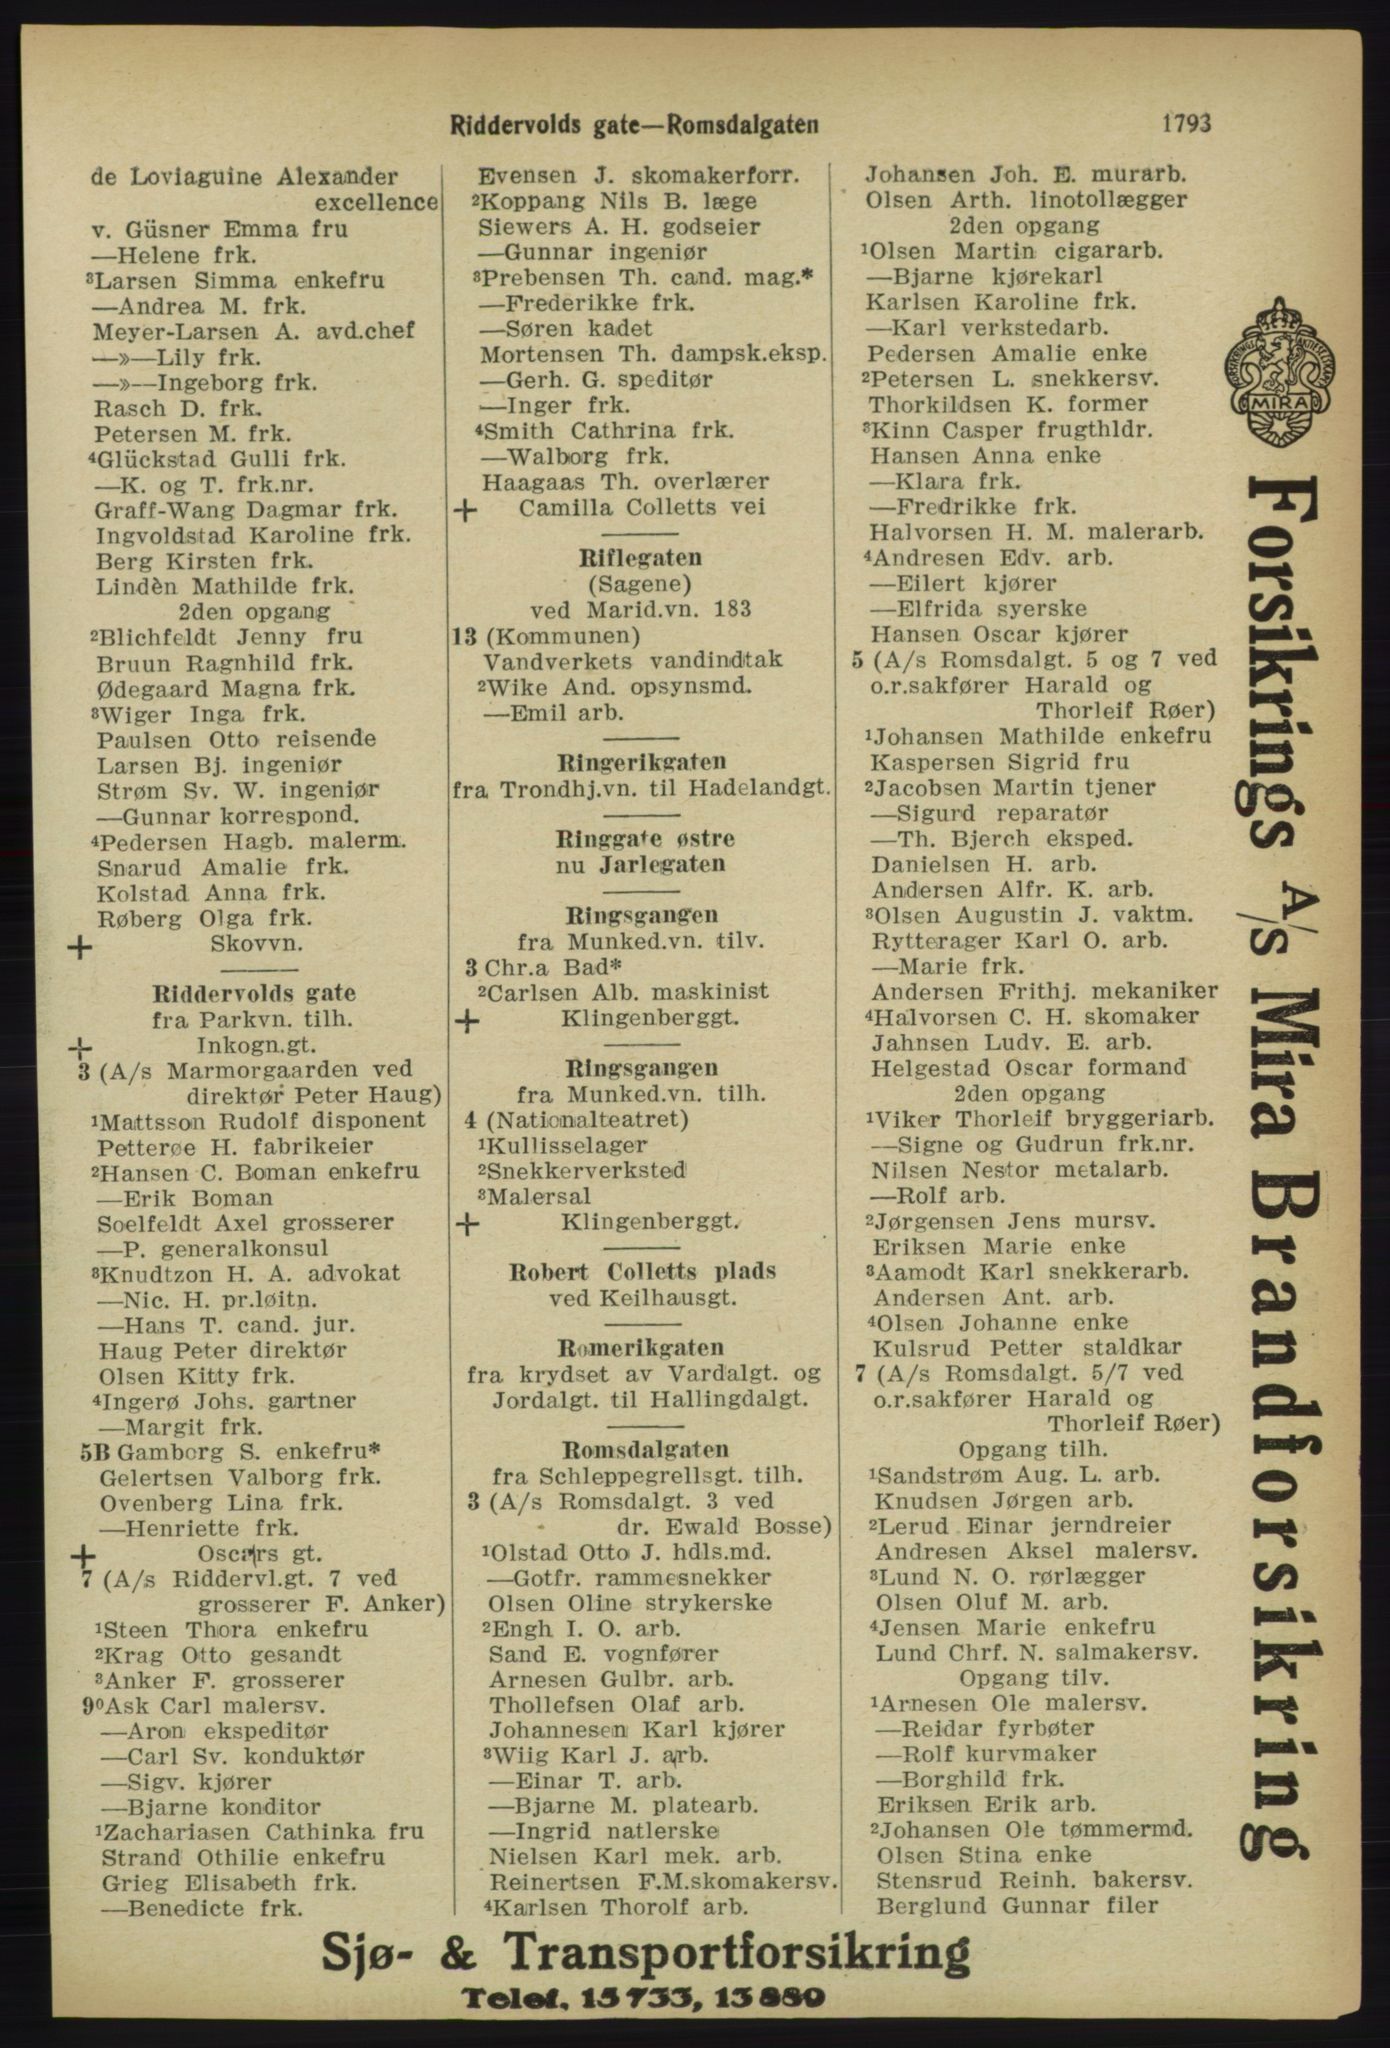 Riddervolds gate—Romsdalgaten
1793
de Loviaguine Alexander
excellence
v. Güsner Emma fru
—Helene frk.
³Larsen Simma enkefru
—Andrea M. frk.
Meyer-Larsen A. avd.chef
—»—Lily frk.
—»—Ingeborg frk.
Rasch D. frk.
Petersen M. frk.
⁴Glückstad Gulli frk.
—K. og T. frk.nr.
Graff-Wang Dagmar frk.
Ingvoldstad Karoline frk.
Berg Kirsten frk.
Lindèn Mathilde frk.
2den opgang
²Blichfeldt Jenny fru
Bruun Ragnhild frk.
Ødegaard Magna frk.
³Wiger Inga frk.
Paulsen Otto reisende
Larsen Bj. ingeniør
Strøm Sv. W. ingeniør
—Gunnar korrespond.
⁴Pedersen Hagb. malerm.
Snarud Amalie frk.
Kolstad Anna frk.
Røberg Olga frk.
+ Skovvn.
Riddervolds gate
fra Parkvn. tilh.
+ Inkogn.gt.
3 (A/s Marmorgaarden ved
direktør Peter Haug)
¹Mattsson Rudolf disponent
Petterøe H. fabrikeier
²Hansen C. Boman enkefru
—Erik Boman
Soelfeldt Axel grosserer
—P. generalkonsul
³Knudtzon H. A. advokat
—Nic. H. pr.løitn.
—Hans T. cand. jur.
Haug Peter direktør
Olsen Kitty frk.
⁴Ingerø Johs. gartner
—Margit frk.
5B Gamborg S. enkefru*
Gelertsen Valborg frk.
Ovenberg Lina frk.
—Henriette frk.
+ Oscars gt.
7 (A/s Riddervl.gt. 7 ved
grosserer F. Anker)
¹Steen Thora enkefru
²Krag Otto gesandt
³Anker F. grosserer
9⁰Ask Carl malersv.
—Aron ekspeditør
—Carl Sv. konduktør
—Sigv. kjører
—Bjarne konditor
¹Zachariasen Cathinka fru
Strand Othilie enkefru
Grieg Elisabeth frk.
—Benedicte frk.
Evensen J. skomakerforr.
²Koppang Nils B. læge
Siewers A. H. godseier
—Gunnar ingeniør
³Prebensen Th. cand. mag.*
—Frederikke frk.
—Søren kadet
Mortensen Th. dampsk.eksp.
—Gerh. G. speditør
—Inger frk.
⁴Smith Cathrina frk.
—Walborg frk.
Haagaas Th. overlærer
+ Camilla Colletts vei
Riflegaten
(Sagene)
ved Marid.vn. 183
13 (Kommunen)
Vandverkets vandindtak
²Wike And. opsynsmd.
—Emil arb.
Ringerikgaten
fra Trondhj.vn. til Hadelandgt.
Ringgate østre
nu Jarlegaten
Ringsgangen
fra Munked.vn. tilv.
3 Chr.a Bad*
²Carlsen Alb. maskinist
+ Klingenberggt.
Ringsgangen
fra Munked.vn. tilh.
4 (Nationalteatret)
¹Kullisselager
²Snekkerverksted
³Malersal
+ Klingenberggt.
Robert Colletts plads
ved Keilhausgt.
Romerikgaten
fra krydset av Vardalgt. og
Jordalgt. til Hallingdalgt.
Romsdalgaten
fra Schleppegrellsgt. tilh.
3 (A/s Romsdalgt. 3 ved
dr. Ewald Bosse)
¹Olstad Otto J. hdls.md.
—Gotfr. rammesnekker
Olsen Oline strykerske
²Engh I. O. arb.
Sand E. vognfører
Arnesen Gulbr. arb.
Thollefsen Olaf arb.
Johannesen Karl kjører
³Wiig Karl J. arb.
—Einar T. arb.
—Bjarne M. platearb.
—Ingrid natlerske
Nielsen Karl mek. arb.
Reinertsen F.M.skomakersv.
⁴Karlsen Thorolf arb.
Johansen Joh. E. murarb.
Olsen Arth. linotollægger
2den opgang
¹Olsen Martin cigararb.
—Bjarne kjørekarl
Karlsen Karoline frk.
—Karl verkstedarb.
Pedersen Amalie enke
²Petersen L. snekkersv.
Thorkildsen K. former
³Kinn Casper frugthldr.
Hansen Anna enke
—Klara frk.
—Fredrikke frk.
Halvorsen H. M. malerarb.
⁴Andresen Edv. arb.
—Eilert kjører
—Elfrida syerske
Hansen Oscar kjører
5 (A/s Romsdalgt. 5 og 7 ved
o.r.sakfører Harald og
Thorleif Røer)
¹Johansen Mathilde enkefru
Kaspersen Sigrid fru
²Jacobsen Martin tjener
—Sigurd reparatør
—Th. Bjerch eksped.
Danielsen H. arb.
Andersen Alfr. K. arb.
³Olsen Augustin J. vaktm.
Rytterager Karl O. arb.
—Marie frk.
Andersen Frithj. mekaniker
⁴Halvorsen C. H. skomaker
Jahnsen Ludv. E. arb.
Helgestad Oscar formand
2den opgang
¹Viker Thorleif bryggeriarb.
—Signe og Gudrun frk.nr.
Nilsen Nestor metalarb.
—Rolf arb.
²Jørgensen Jens mursv.
Eriksen Marie enke
³Aamodt Karl snekkerarb.
Andersen Ant. arb.
⁴Olsen Johanne enke
Kulsrud Petter staldkar
7 (A/s Romsdalgt. 5/7 ved
o.r.sakfører Harald og
Thorleif Røer)
Opgang tilh.
¹Sandstrøm Aug. L. arb.
Knudsen Jørgen arb.
²Lerud Einar jerndreier
Andresen Aksel malersv.
³Lund N. O. rørlægger
Olsen Oluf M. arb.
⁴Jensen Marie enkefru
Lund Chrf. N. salmakersv.
Opgang tilv.
¹Arnesen Ole malersv.
—Reidar fyrbøter
—Rolf kurvmaker
—Borghild frk.
Eriksen Erik arb.
²Johansen Ole tømmermd.
Olsen Stina enke
Stensrud Reinh. bakersv.
Berglund Gunnar filer
MIRA
Forsikrings A/s Mira Brandforsikring
Sjø- & Transportforsikring
Telef. 15733, 13880